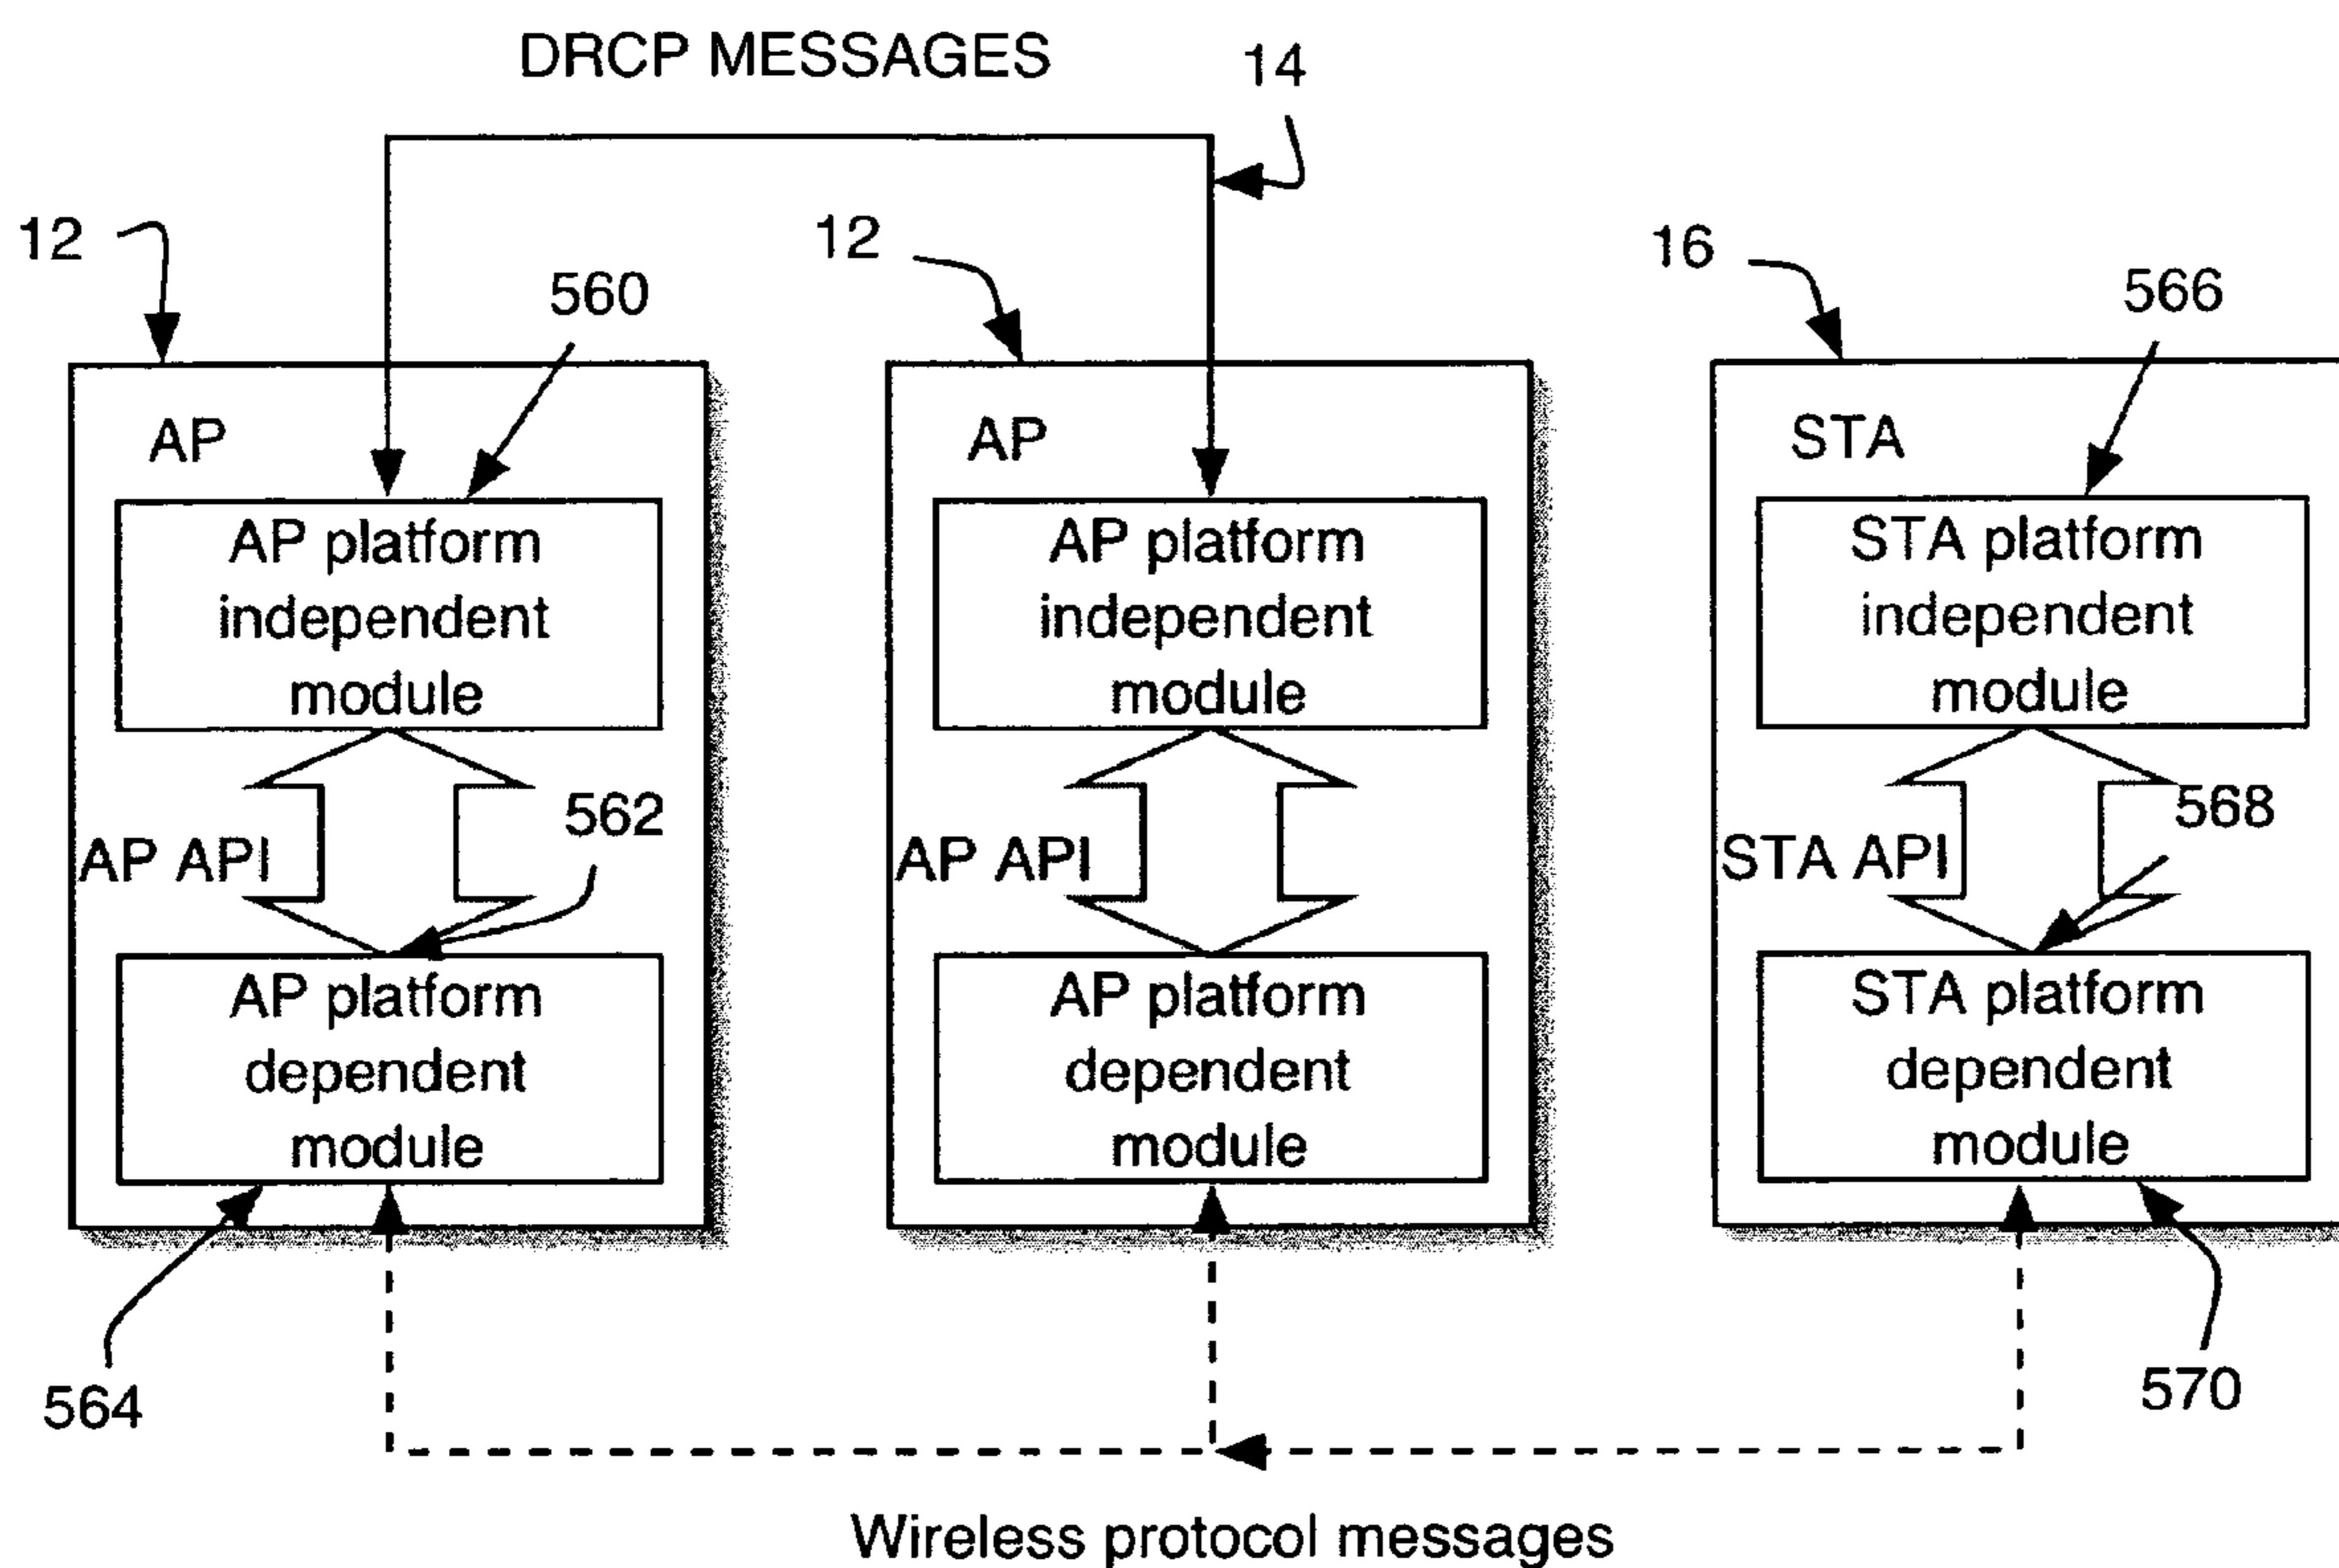 DRCP MESSAGES
14
12
12
16
560
566
AP
AP
STA
AP platform
independent
module
AP platform
independent
module
STA platform
independent
module
562
568
AP API
AP API
STA API
AP platform
dependent
module
AP platform
dependent
module
STA platform
dependent
module
564
570
Wireless protocol messages